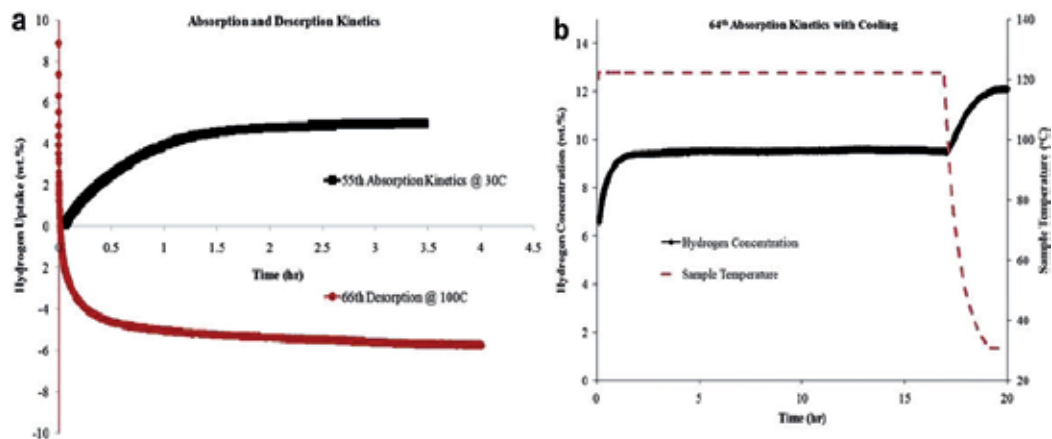 a
Absorption and Desorption Kinetics
Hydrogen Uptake (wt.%)
10
8
6
4
2
0
-2
-4
-6
-8
-10
0 0.5 1 1.5 2 2.5 3 3.5 4 4.5
Time (hr)
55th Absorption Kinetics @ 30C
66th Desorption @ 100C
b
64th Absorption Kinetics with Cooling
Hydrogen Concentration (wt.%)
14
12
10
8
6
4
2
0
0 5 10 15 20
Time (hr)
Hydrogen Concentration
Sample Temperature
140
120
100
80
60
40
20
Sample Temperature (°C)